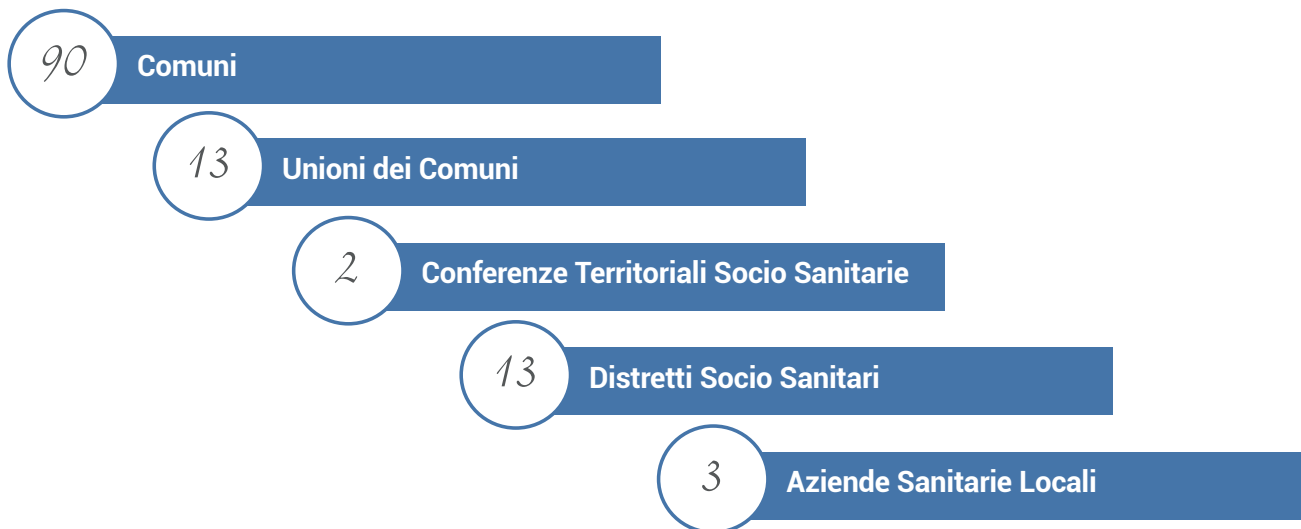 90 Comuni
13 Unioni dei Comuni
2 Conferenze Territoriali Socio Sanitarie
13 Distretti Socio Sanitari
3 Aziende Sanitarie Locali